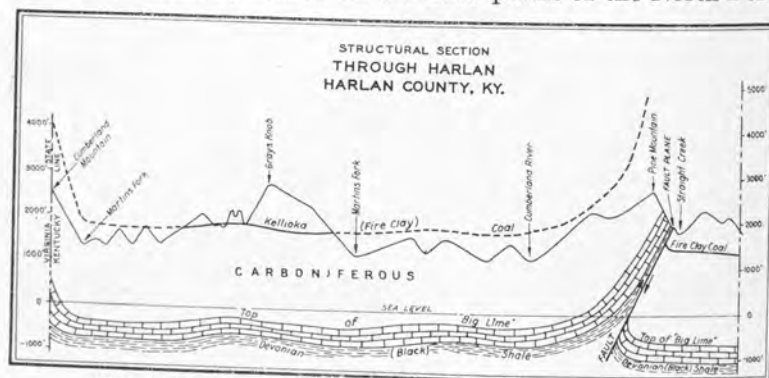 STRUCTURAL SECTION
THROUGH HARLAN
HARLAN COUNTY, KY.
5000'
4000'
4000'
3000'
3000'
2000'
2000'
1000'
1000'
0
0
-1000'
-1000'
STATE LINE
VIRGINIA
KENTUCKY
Cumberland Mountain
Martins Fork
Grays Knob
Martins Fork
Cumberland River
Pine Mountain
FAULT PLANE
Straight Creek
Kellioka (Fire Clay) Coal
Fire Clay Coal
CARBONIFEROUS
SEA LEVEL
Top of "Big Lime"
Devonian (Black) Shale
FAULT
Top of "Big Lime"
Devonian (Black) Shale